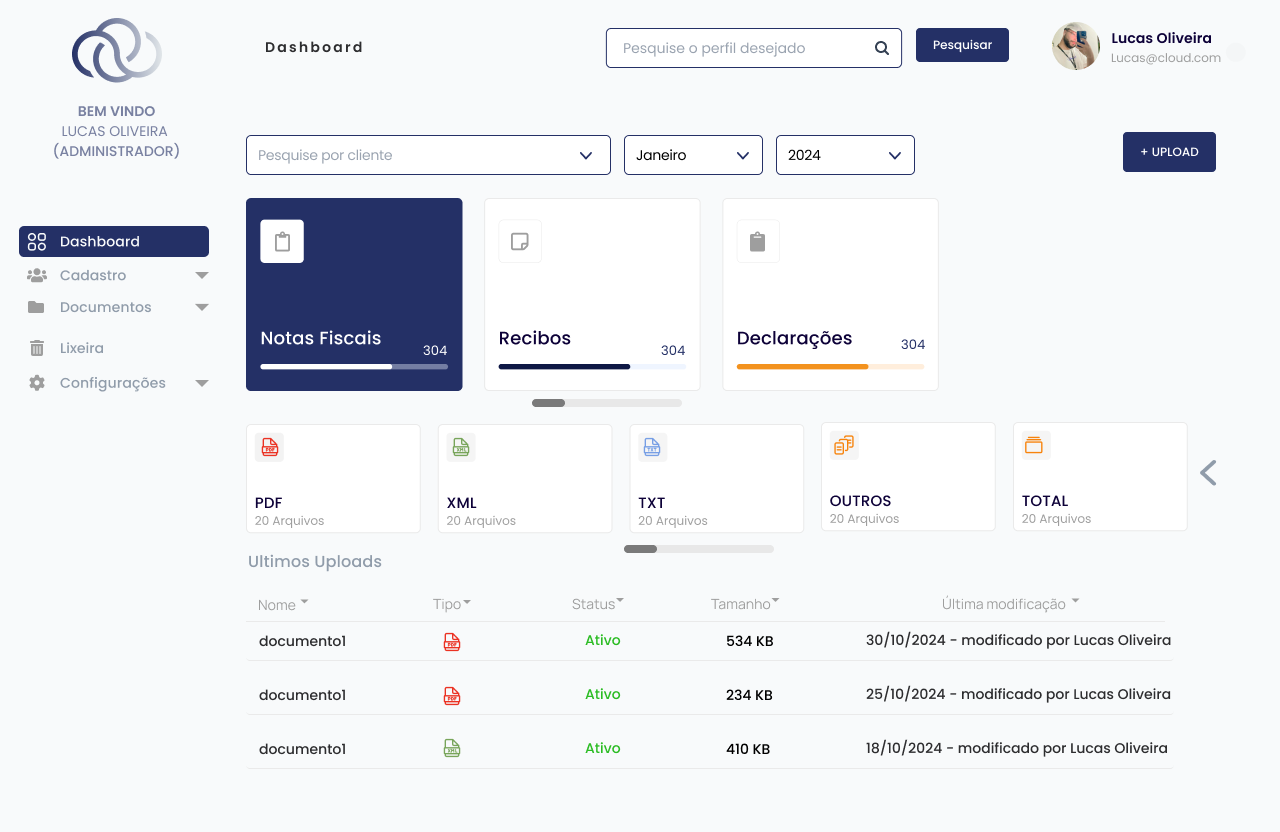 Dashboard
Pesquise o perfil desejado
Pesquisar
Lucas Oliveira
Lucas@cloud.com
BEM VINDO
LUCAS OLIVEIRA
(ADMINISTRADOR)
Dashboard
Cadastro
Documentos
Lixeira
Configurações
Pesquise por cliente
Janeiro
2024
+ UPLOAD
Notas Fiscais
304
Recibos
304
Declarações
304
PDF
PDF
20 Arquivos
XML
XML
20 Arquivos
TXT
TXT
20 Arquivos
OUTROS
20 Arquivos
TOTAL
20 Arquivos
Ultimos Uploads
Nome Tipo Status Tamanho Última modificação
documento1 PDF Ativo 534 KB 30/10/2024 - modificado por Lucas Oliveira
documento1 PDF Ativo 234 KB 25/10/2024 - modificado por Lucas Oliveira
documento1 XML Ativo 410 KB 18/10/2024 - modificado por Lucas Oliveira